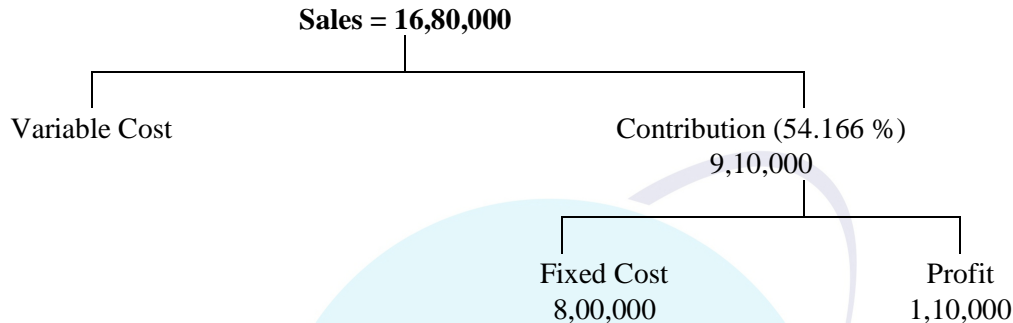 Sales = 16,80,000
Variable Cost
Contribution (54.166 %)
9,10,000
Fixed Cost
8,00,000
Profit
1,10,000